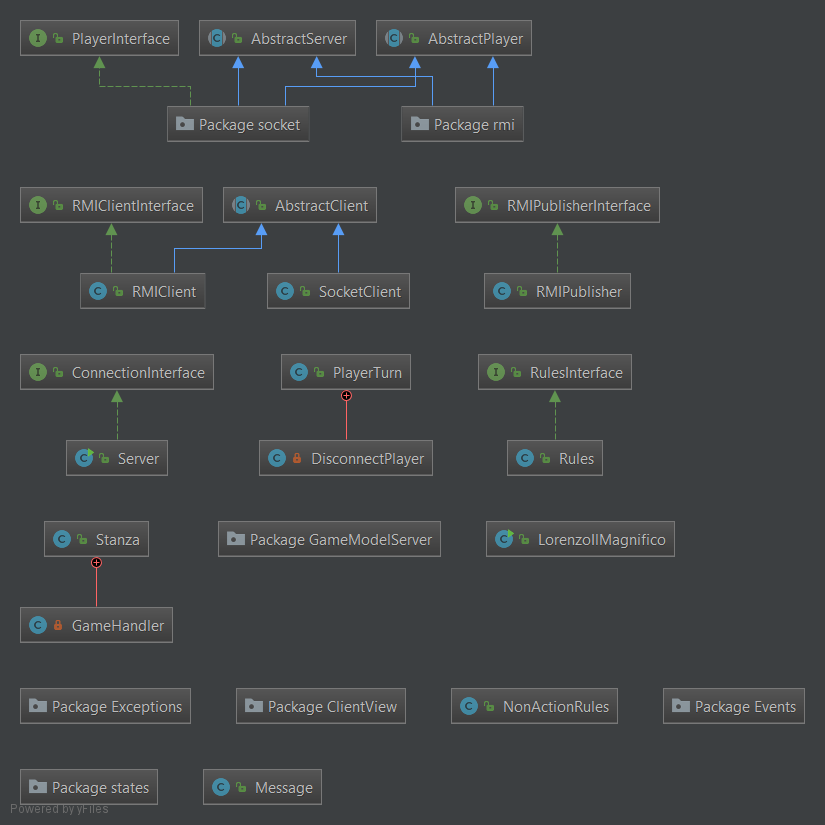 PlayerInterface
AbstractServer
AbstractPlayer
Package socket
Package rmi
RMIClientInterface
AbstractClient
RMIPublisherInterface
RMIClient
SocketClient
RMIPublisher
ConnectionInterface
PlayerTurn
RulesInterface
Server
DisconnectPlayer
Rules
Stanza
Package GameModelServer
LorenzoIlMagnifico
GameHandler
Package Exceptions
Package ClientView
NonActionRules
Package Events
Package states
Message
Powered by yFiles